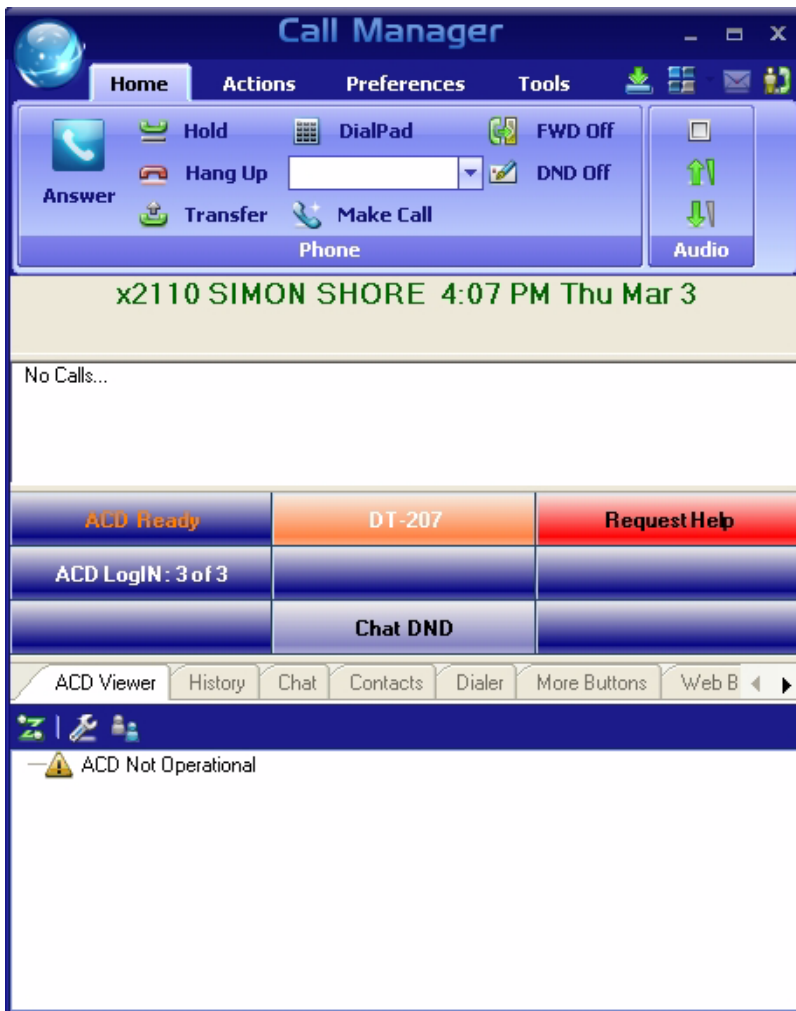 Call Manager
Home Actions Preferences Tools
Answer
Hold DialPad FWD Off
Hang Up DND Off
Transfer Make Call
Phone Audio
x2110 SIMON SHORE 4:07 PM Thu Mar 3
No Calls...
ACD Ready DT-207 Request Help
ACD LogIN: 3 of 3
Chat DND
ACD Viewer History Chat Contacts Dialer More Buttons Web B
ACD Not Operational